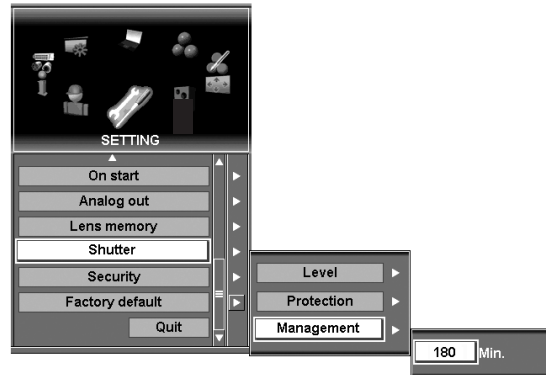 SETTING
On start
Analog out
Lens memory
Shutter
Security
Factory default
Quit
Level
Protection
Management
180 Min.